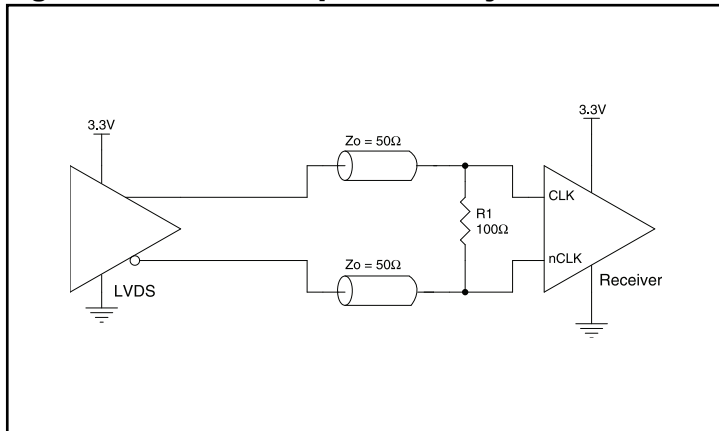 3.3V
3.3V
Zo = 50Ω
CLK
R1
100Ω
Zo = 50Ω
nCLK
LVDS
Receiver